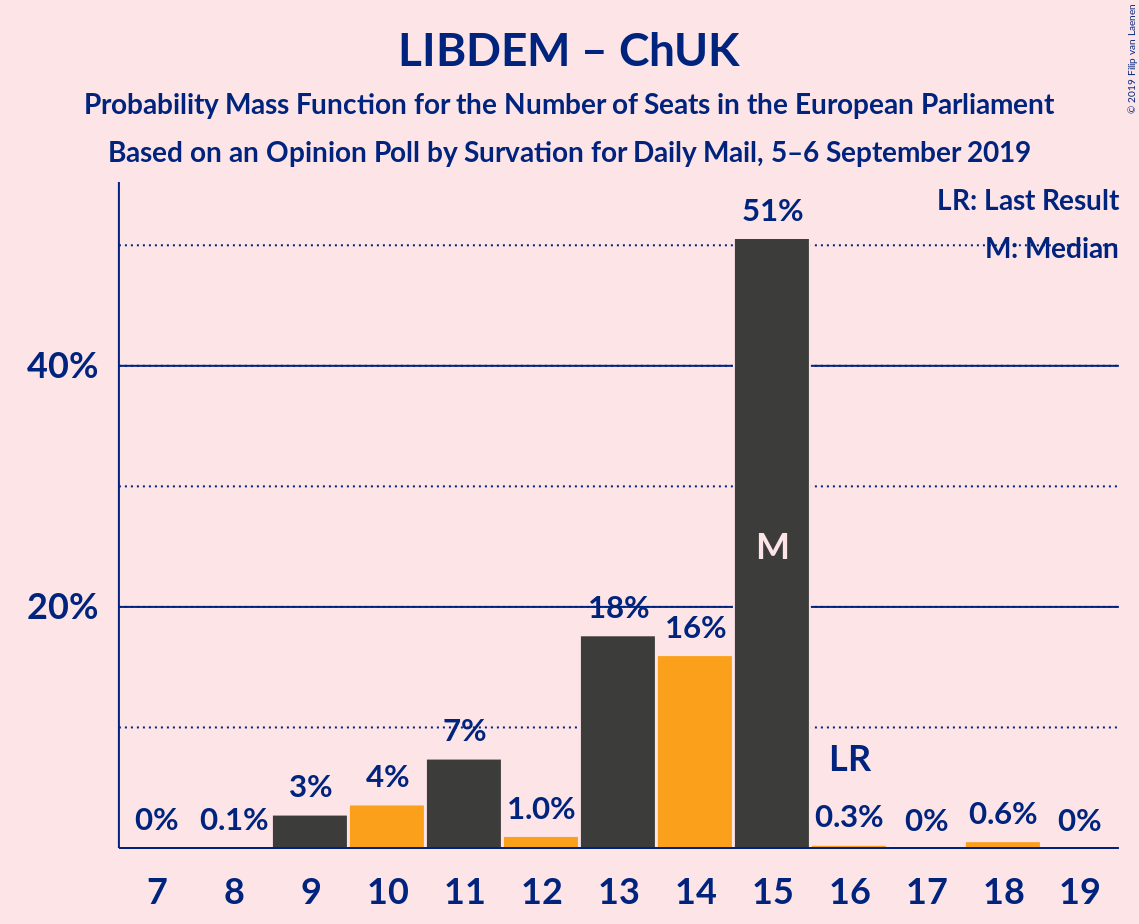 LIBDEM – ChUK
Probability Mass Function for the Number of Seats in the European Parliament
Based on an Opinion Poll by Survation for Daily Mail, 5–6 September 2019
© 2019 Filip van Laenen
LR: Last Result
M: Median
51%
40%
20%
M
18%
16%
7%
LR
4%
3%
1.0%
0%
0.1%
0.3%
0%
0.6%
0%
7 8 9 10 11 12 13 14 15 16 17 18 19